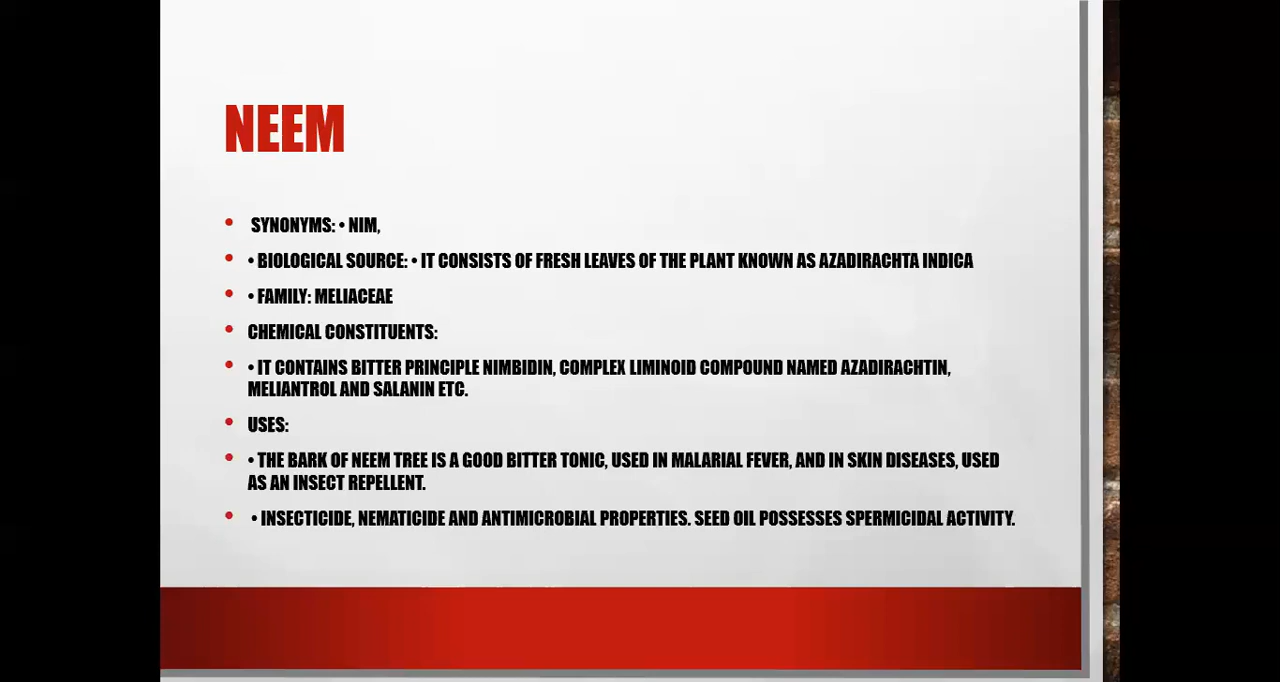 NEEM
• SYNONYMS: • NIM,
• • BIOLOGICAL SOURCE: • IT CONSISTS OF FRESH LEAVES OF THE PLANT KNOWN AS AZADIRACHTA INDICA
• • FAMILY: MELIACEAE
• CHEMICAL CONSTITUENTS:
• • IT CONTAINS BITTER PRINCIPLE NIMBIDIN, COMPLEX LIMINOID COMPOUND NAMED AZADIRACHTIN,
MELIANTROL AND SALANIN ETC.
• USES:
• • THE BARK OF NEEM TREE IS A GOOD BITTER TONIC, USED IN MALARIAL FEVER, AND IN SKIN DISEASES, USED
AS AN INSECT REPELLENT.
• • INSECTICIDE, NEMATICIDE AND ANTIMICROBIAL PROPERTIES. SEED OIL POSSESSES SPERMICIDAL ACTIVITY.